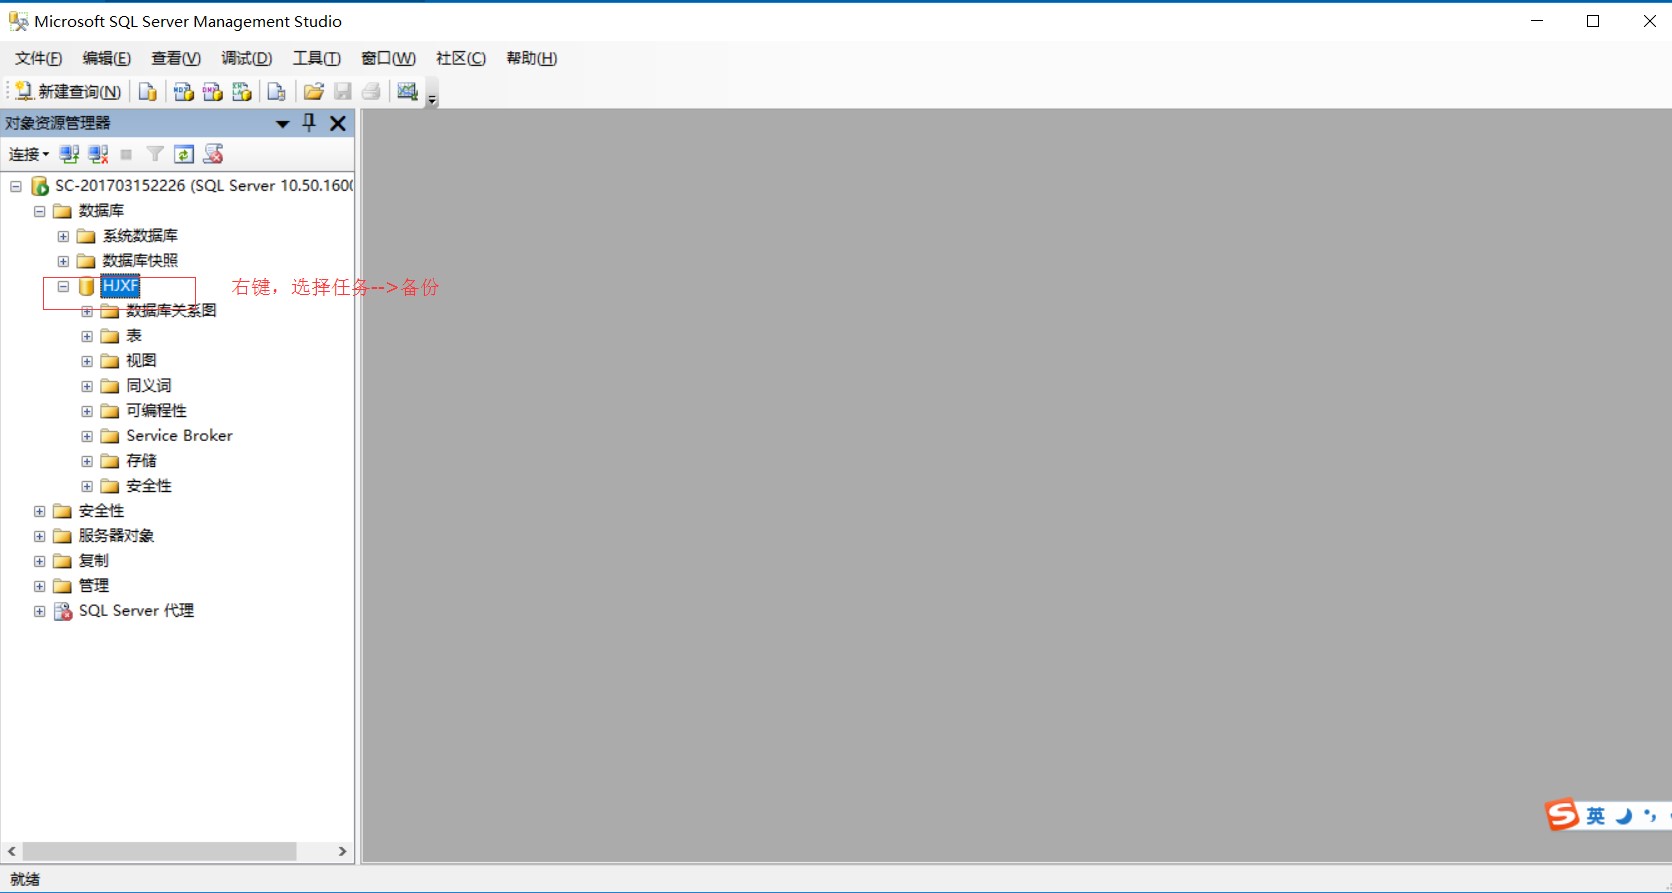 Microsoft SQL Server Management Studio
文件(F) 编辑(E) 查看(V) 调试(D) 工具(T) 窗口(W) 社区(C) 帮助(H)
新建查询(N)
对象资源管理器
连接
SC-201703152226 (SQL Server 10.50.160
数据库
系统数据库
数据库快照
HJXF 右键，选择任务-->备份
数据库关系图
表
视图
同义词
可编程性
Service Broker
存储
安全性
安全性
服务器对象
复制
管理
SQL Server 代理
S 英
就绪